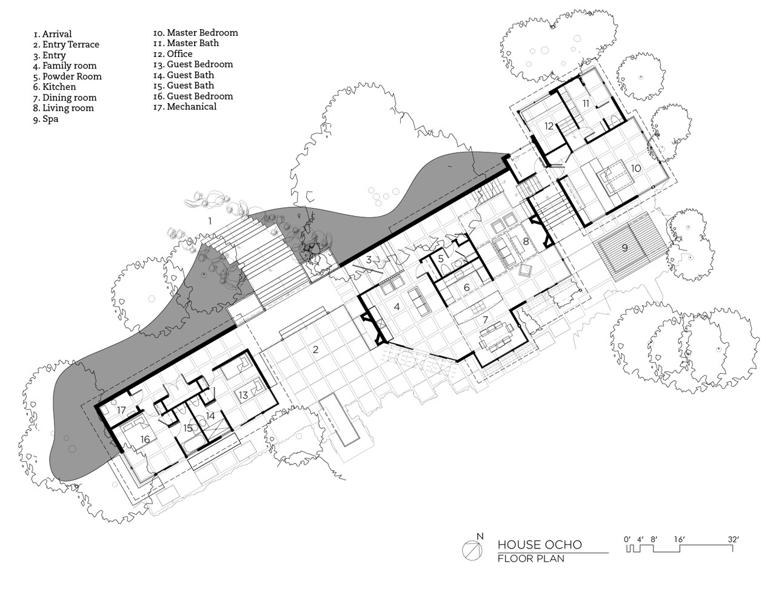 1. Arrival
2. Entry Terrace
3. Entry
4. Family room
5. Powder Room
6. Kitchen
7. Dining room
8. Living room
9. Spa
10. Master Bedroom
11. Master Bath
12. Office
13. Guest Bedroom
14. Guest Bath
15. Guest Bath
16. Guest Bedroom
17. Mechanical
11
12
10
1
8
9
3
5
6
4
7
2
13
17
14
15
16
N
HOUSE OCHO
FLOOR PLAN
0' 4' 8' 16' 32'